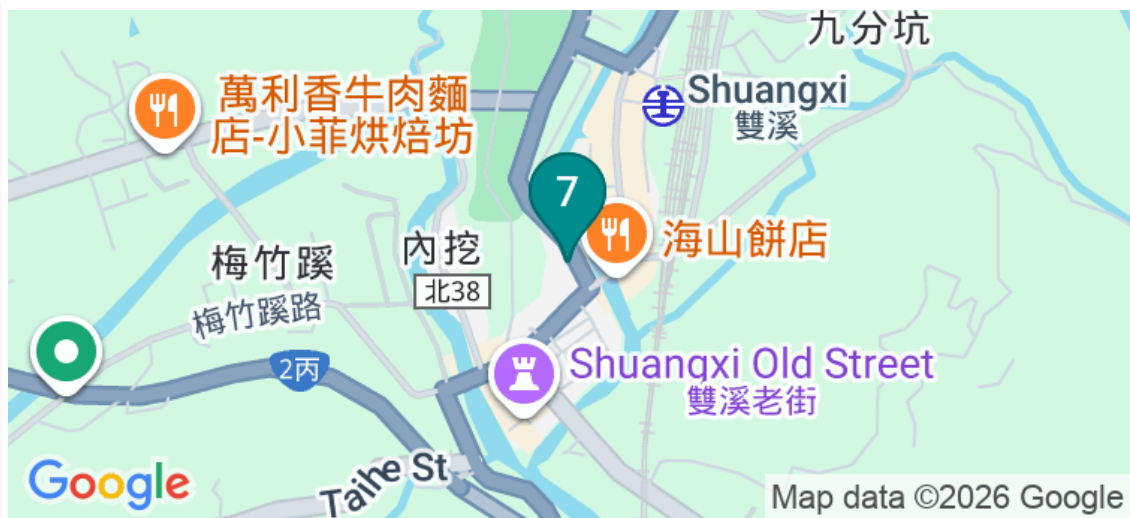 九分坑
萬利香牛肉麵
店-小菲烘焙坊
Shuangxi
雙溪
7
海山餅店
內挖
北38
梅竹蹊
梅竹蹊路
2丙
Shuangxi Old Street
雙溪老街
Taihe St
Google
Map data ©2026 Google